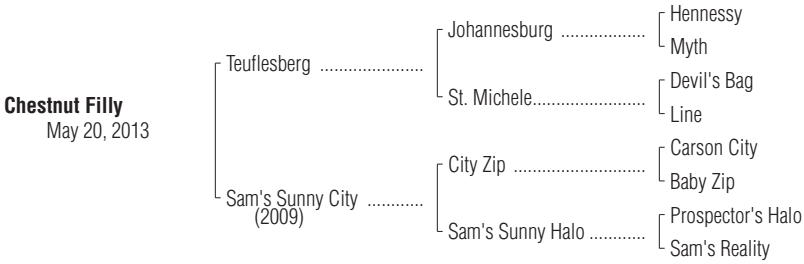 Hennessy
Johannesburg ..................
Myth
Teuflesberg ......................
Devil's Bag
St. Michele........................
Line
Chestnut Filly
May 20, 2013
Carson City
City Zip ............................
Baby Zip
Sam's Sunny City ............
(2009)
Prospector's Halo
Sam's Sunny Halo ............
Sam's Reality